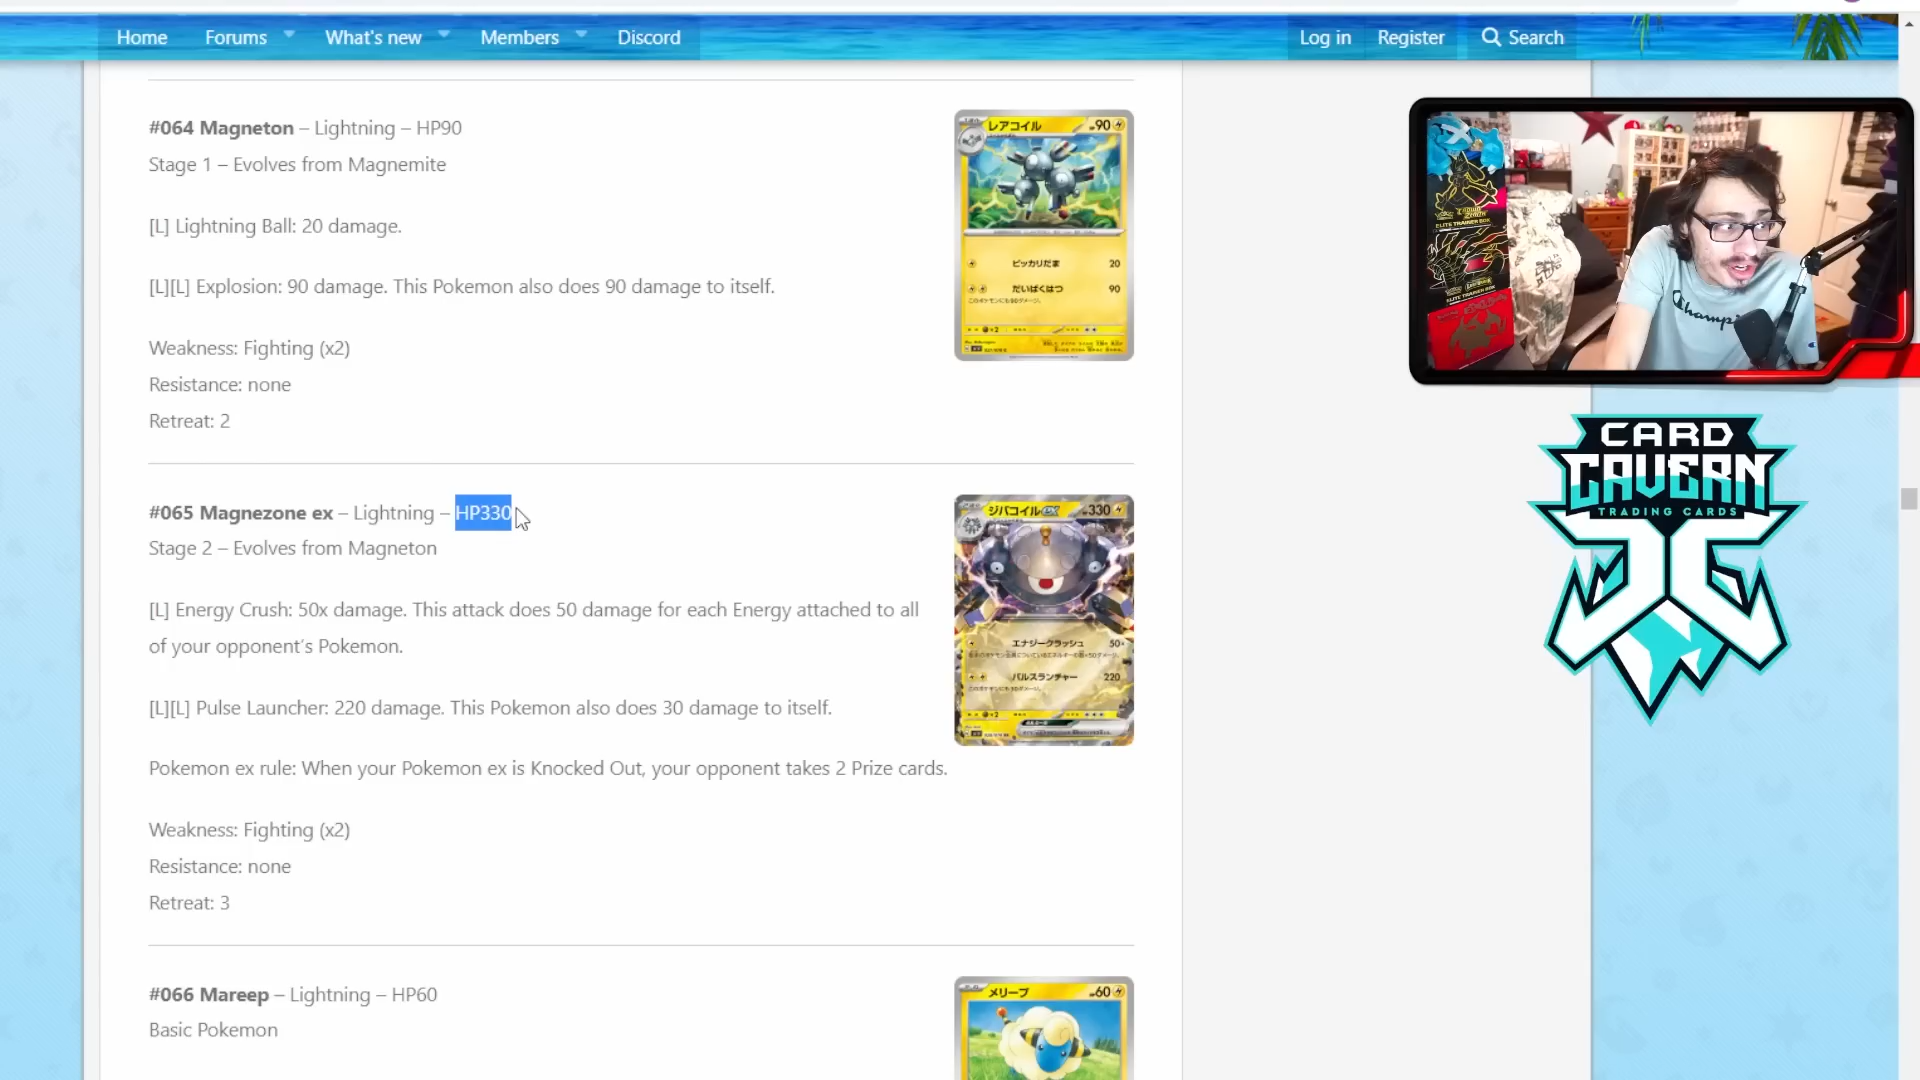 Home Forums What's new Members Discord Log in Register Search
#064 Magneton – Lightning – HP90
Stage 1 – Evolves from Magnemite
[L] Lightning Ball: 20 damage.
[L][L] Explosion: 90 damage. This Pokemon also does 90 damage to itself.
Weakness: Fighting (x2)
Resistance: none
Retreat: 2
レアコイル 90
ピッカリだま 20
だいばくはつ 90
#065 Magnezone ex – Lightning – HP330
Stage 2 – Evolves from Magneton
[L] Energy Crush: 50x damage. This attack does 50 damage for each Energy attached to all
of your opponent's Pokemon.
[L][L] Pulse Launcher: 220 damage. This Pokemon also does 30 damage to itself.
Pokemon ex rule: When your Pokemon ex is Knocked Out, your opponent takes 2 Prize cards.
Weakness: Fighting (x2)
Resistance: none
Retreat: 3
ジバコイルex 330
エナジークラッシュ 50×
パルスランチャー 220
#066 Mareep – Lightning – HP60
Basic Pokemon
メリープ 60
ELITE TRAINER BOX
ELITE TRAINER BOX
Champion
CARD
CAVERN
TRADING CARDS